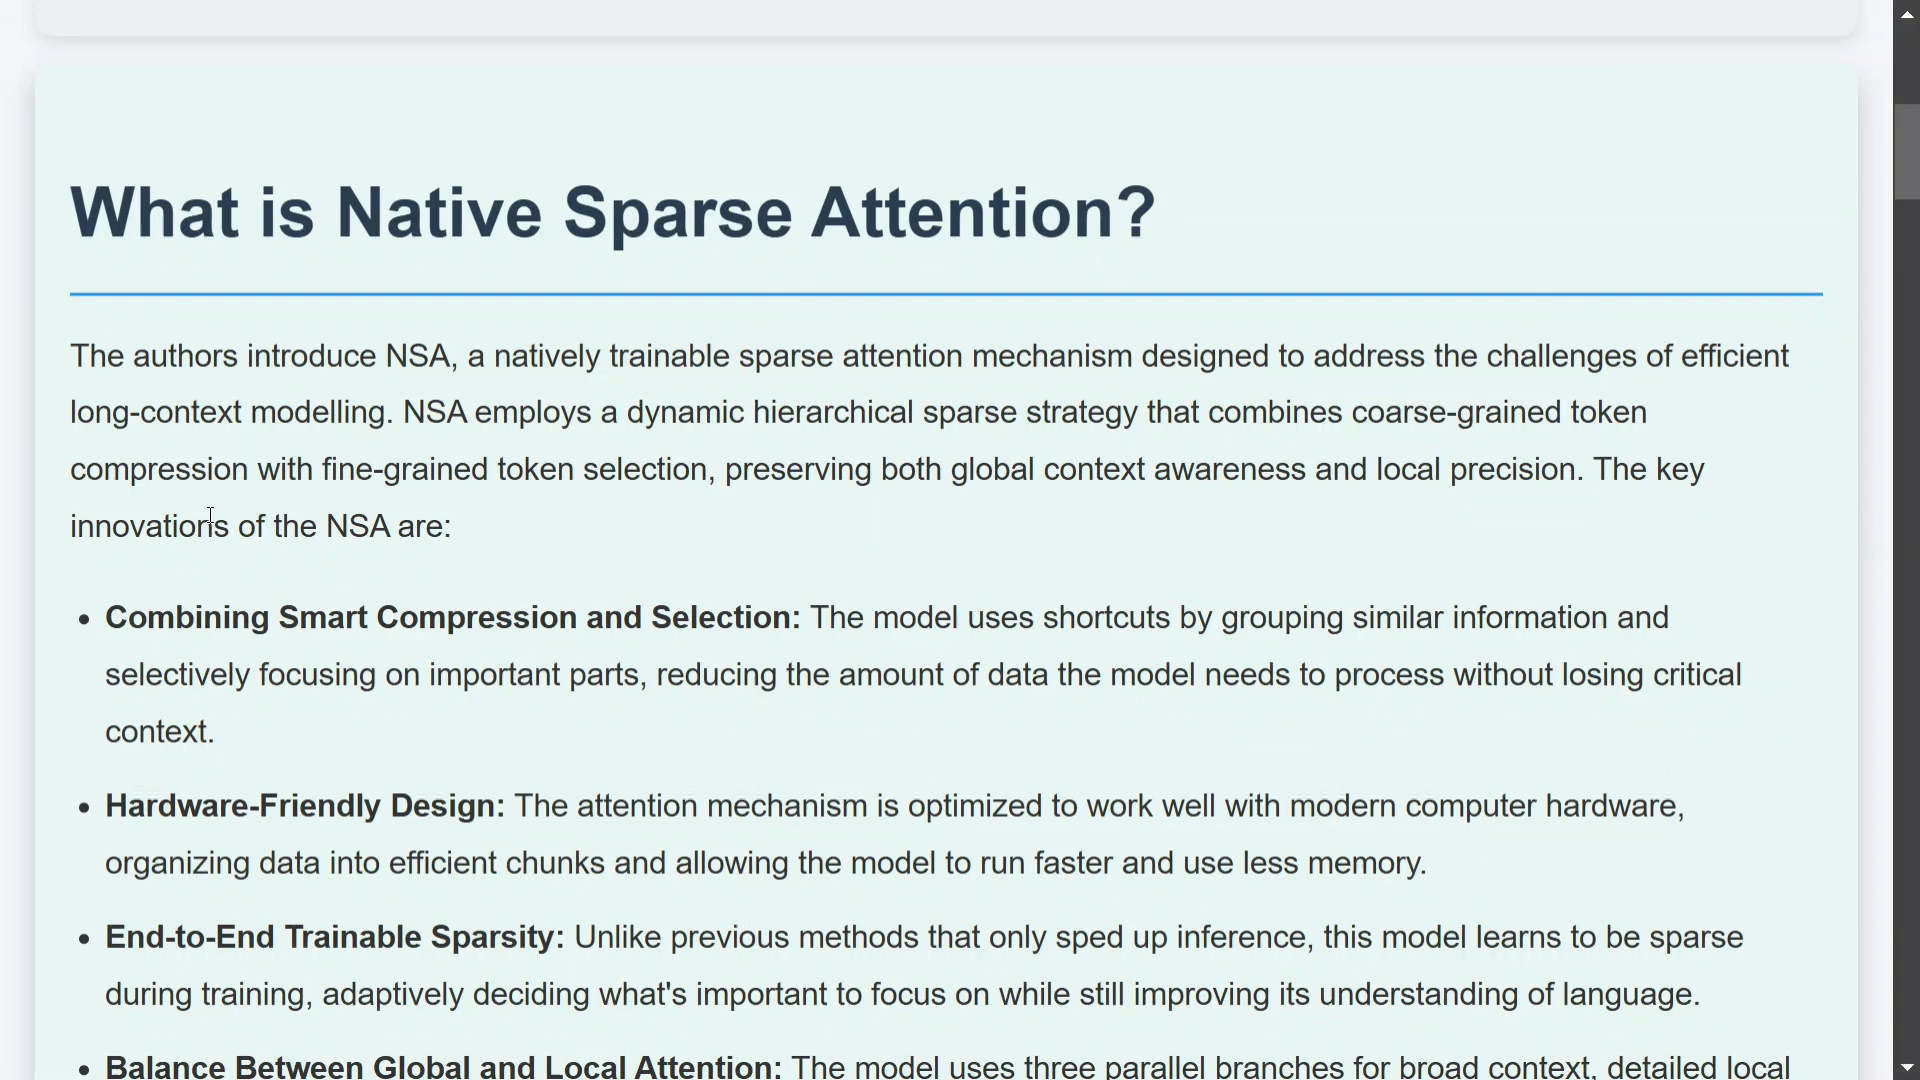 What is Native Sparse Attention?
The authors introduce NSA, a natively trainable sparse attention mechanism designed to address the challenges of efficient
long-context modelling. NSA employs a dynamic hierarchical sparse strategy that combines coarse-grained token
compression with fine-grained token selection, preserving both global context awareness and local precision. The key
innovations of the NSA are:
• Combining Smart Compression and Selection: The model uses shortcuts by grouping similar information and
selectively focusing on important parts, reducing the amount of data the model needs to process without losing critical
context.
• Hardware-Friendly Design: The attention mechanism is optimized to work well with modern computer hardware,
organizing data into efficient chunks and allowing the model to run faster and use less memory.
• End-to-End Trainable Sparsity: Unlike previous methods that only sped up inference, this model learns to be sparse
during training, adaptively deciding what's important to focus on while still improving its understanding of language.
• Balance Between Global and Local Attention: The model uses three parallel branches for broad context, detailed local